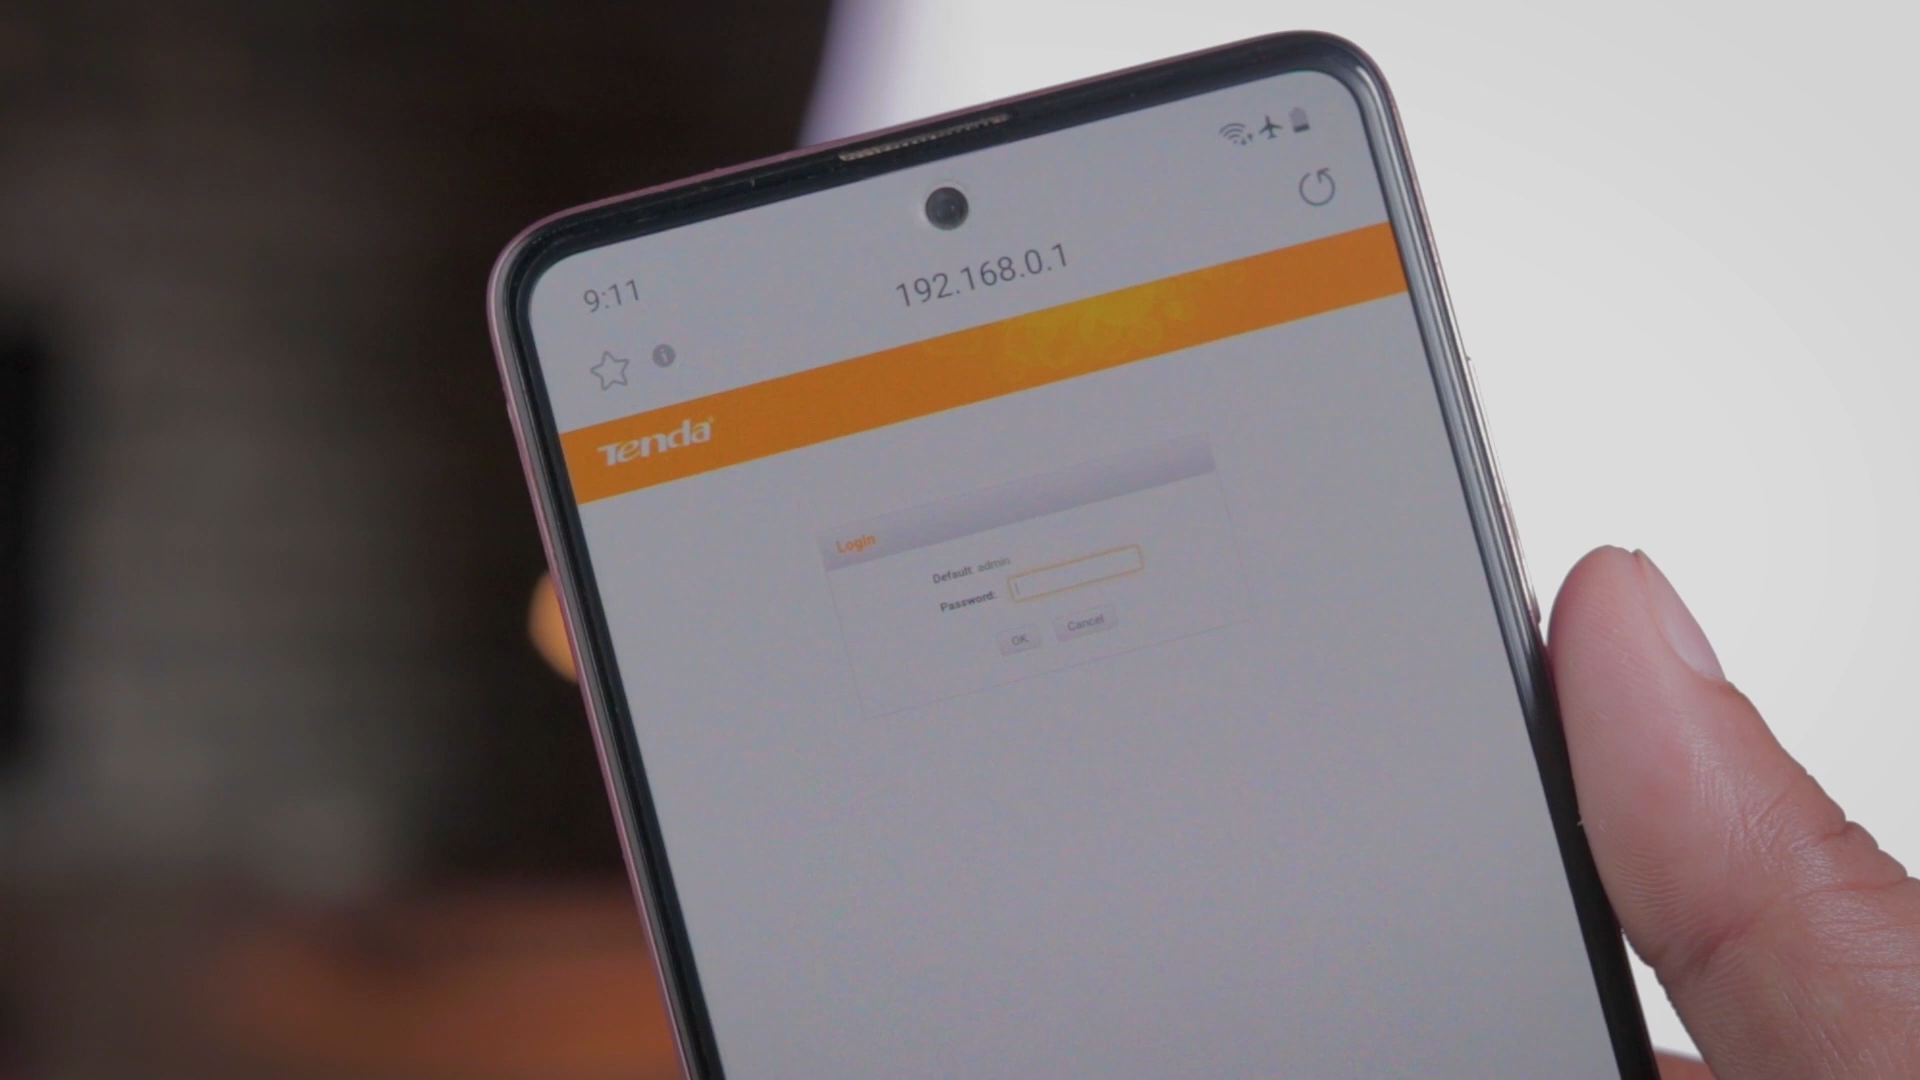 9:11
192.168.0.1
Tenda
Login
Default: admin
Password:
OK
Cancel